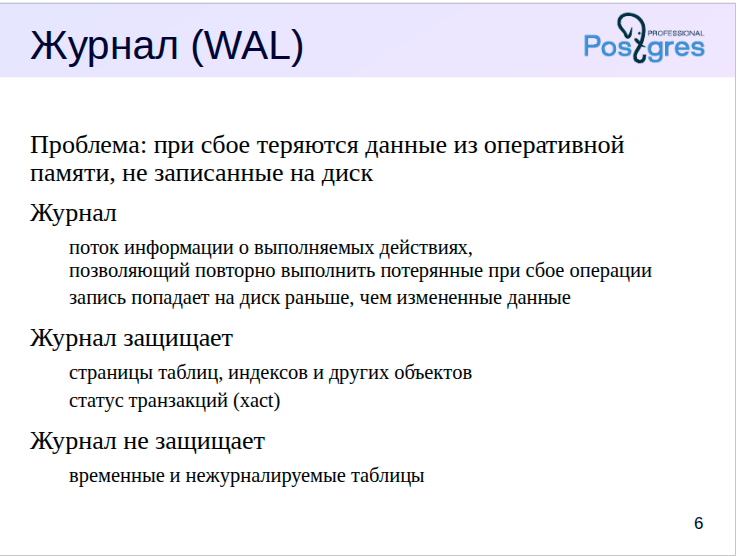 Журнал (WAL)
PROFESSIONAL
Postgres
Проблема: при сбое теряются данные из оперативной
памяти, не записанные на диск
Журнал
поток информации о выполняемых действиях,
позволяющий повторно выполнить потерянные при сбое операции
запись попадает на диск раньше, чем измененные данные
Журнал защищает
страницы таблиц, индексов и других объектов
статус транзакций (xact)
Журнал не защищает
временные и нежурналируемые таблицы
6